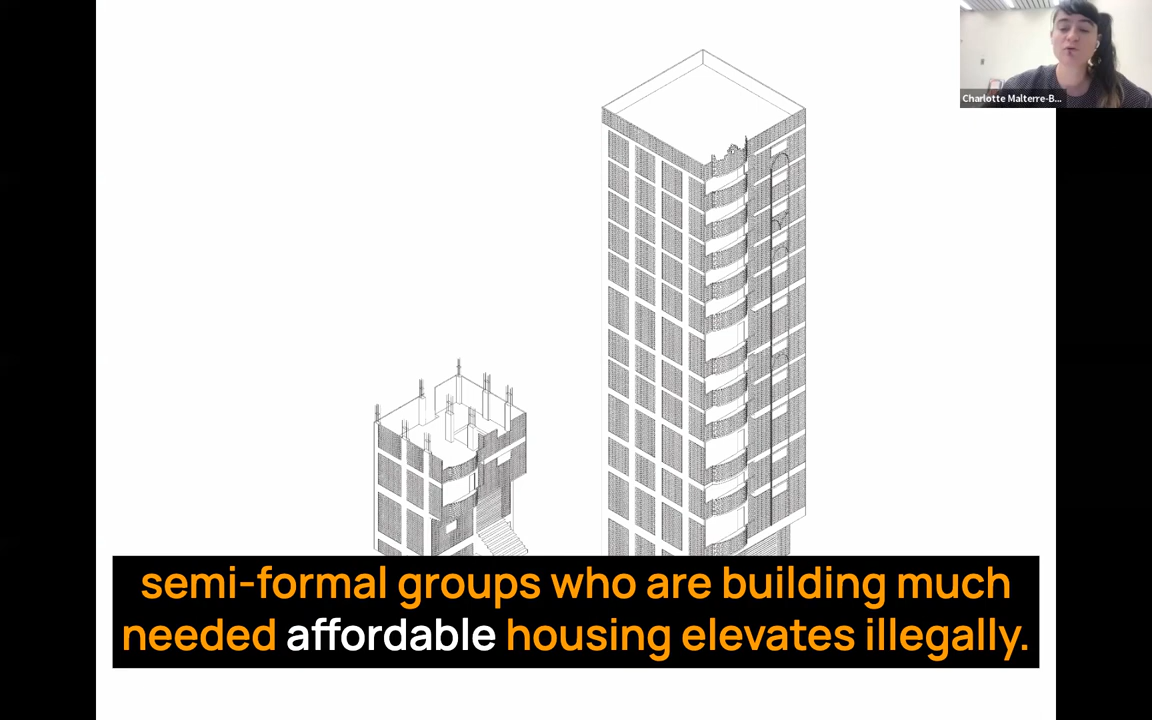 Charlotte Malterre-B...
semi-formal groups who are building much
needed affordable housing elevates illegally.